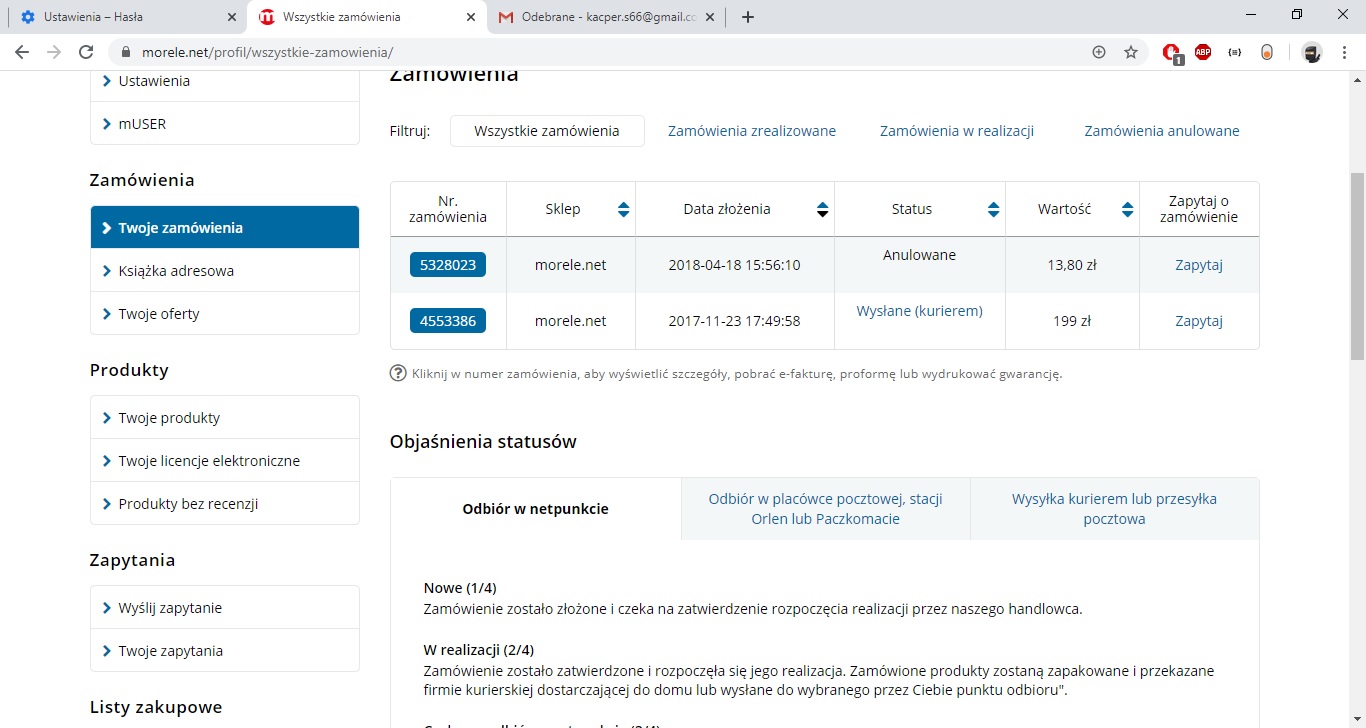 Ustawienia – Hasła
Wszystkie zamówienia
Odebrane - kacper.s66@gmail.co
morele.net/profil/wszystkie-zamowienia/
1
ABP
Ustawienia
mUSER
Zamówienia
Twoje zamówienia
Książka adresowa
Twoje oferty
Produkty
Twoje produkty
Twoje licencje elektroniczne
Produkty bez recenzji
Zapytania
Wyślij zapytanie
Twoje zapytania
Listy zakupowe
Zamówienia
Filtruj: Wszystkie zamówienia Zamówienia zrealizowane Zamówienia w realizacji Zamówienia anulowane
Nr. zamówienia Sklep Data złożenia Status Wartość Zapytaj o zamówienie
5328023 morele.net 2018-04-18 15:56:10 Anulowane 13,80 zł Zapytaj
4553386 morele.net 2017-11-23 17:49:58 Wysłane (kurierem) 199 zł Zapytaj
Kliknij w numer zamówienia, aby wyświetlić szczegóły, pobrać e-fakturę, proformę lub wydrukować gwarancję.
Objaśnienia statusów
Odbiór w netpunkcie
Odbiór w placówce pocztowej, stacji
Orlen lub Paczkomacie
Wysyłka kurierem lub przesyłka
pocztowa
Nowe (1/4)
Zamówienie zostało złożone i czeka na zatwierdzenie rozpoczęcia realizacji przez naszego handlowca.
W realizacji (2/4)
Zamówienie zostało zatwierdzone i rozpoczęła się jego realizacja. Zamówione produkty zostaną zapakowane i przekazane
firmie kurierskiej dostarczającej do domu lub wysłane do wybranego przez Ciebie punktu odbioru".